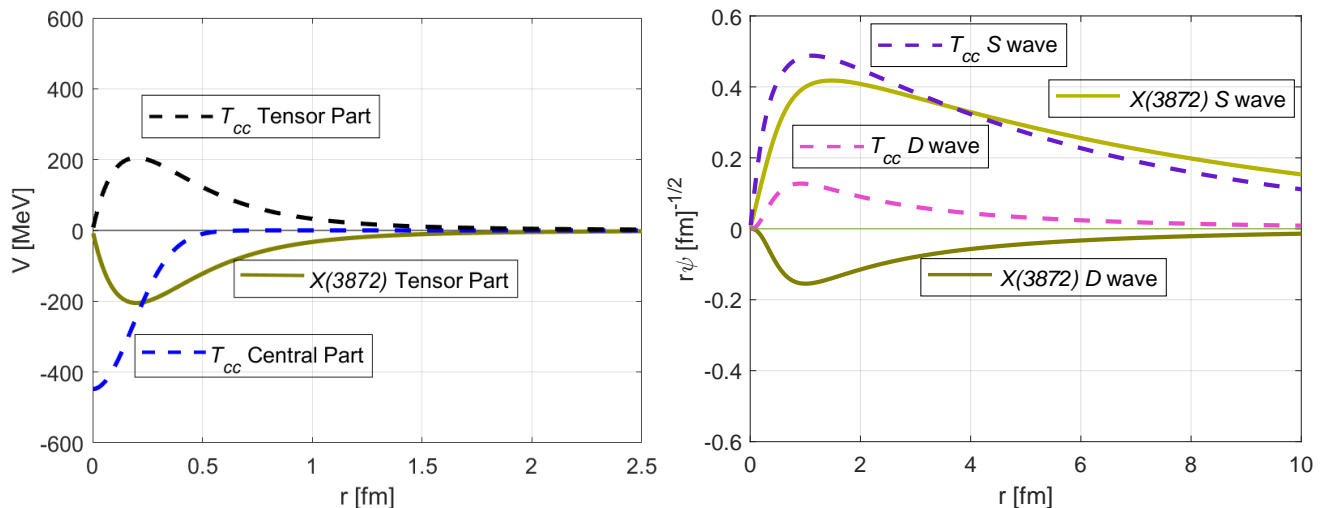 600
400
200
0
-200
-400
-600
V [MeV]
T_cc Tensor Part
X(3872) Tensor Part
T_cc Central Part
0
0.5
1
1.5
2
2.5
r [fm]
0.6
0.4
0.2
0
-0.2
-0.4
-0.6
rψ [fm]^-1/2
T_cc S wave
X(3872) S wave
T_cc D wave
X(3872) D wave
0
2
4
6
8
10
r [fm]